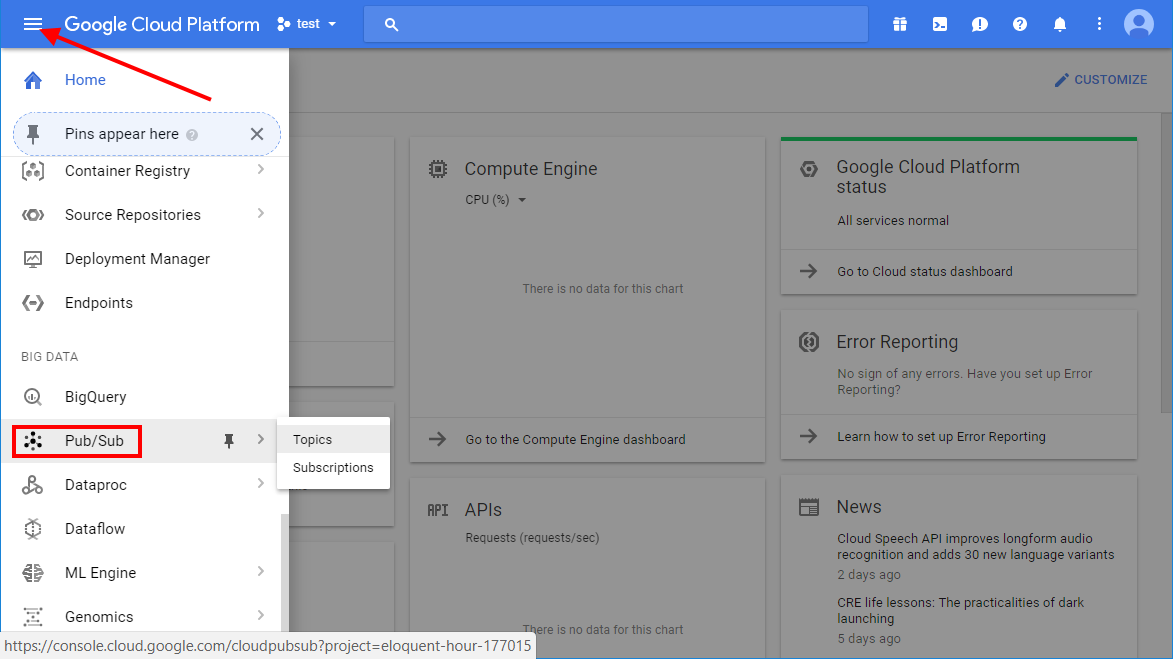 Google Cloud Platform
test
Home
Pins appear here
Container Registry
Source Repositories
Deployment Manager
Endpoints
BIG DATA
BigQuery
Pub/Sub
Topics
Subscriptions
Dataproc
Dataflow
ML Engine
Genomics
https://console.cloud.google.com/cloudpubsub?project=eloquent-hour-177015
CUSTOMIZE
Compute Engine
CPU (%)
There is no data for this chart
Go to the Compute Engine dashboard
API APIs
Requests (requests/sec)
There is no data for this chart
Google Cloud Platform
status
All services normal
Go to Cloud status dashboard
Error Reporting
No sign of any errors. Have you set up Error
Reporting?
Learn how to set up Error Reporting
News
Cloud Speech API improves longform audio
recognition and adds 30 new language variants
2 days ago
CRE life lessons: The practicalities of dark
launching
5 days ago